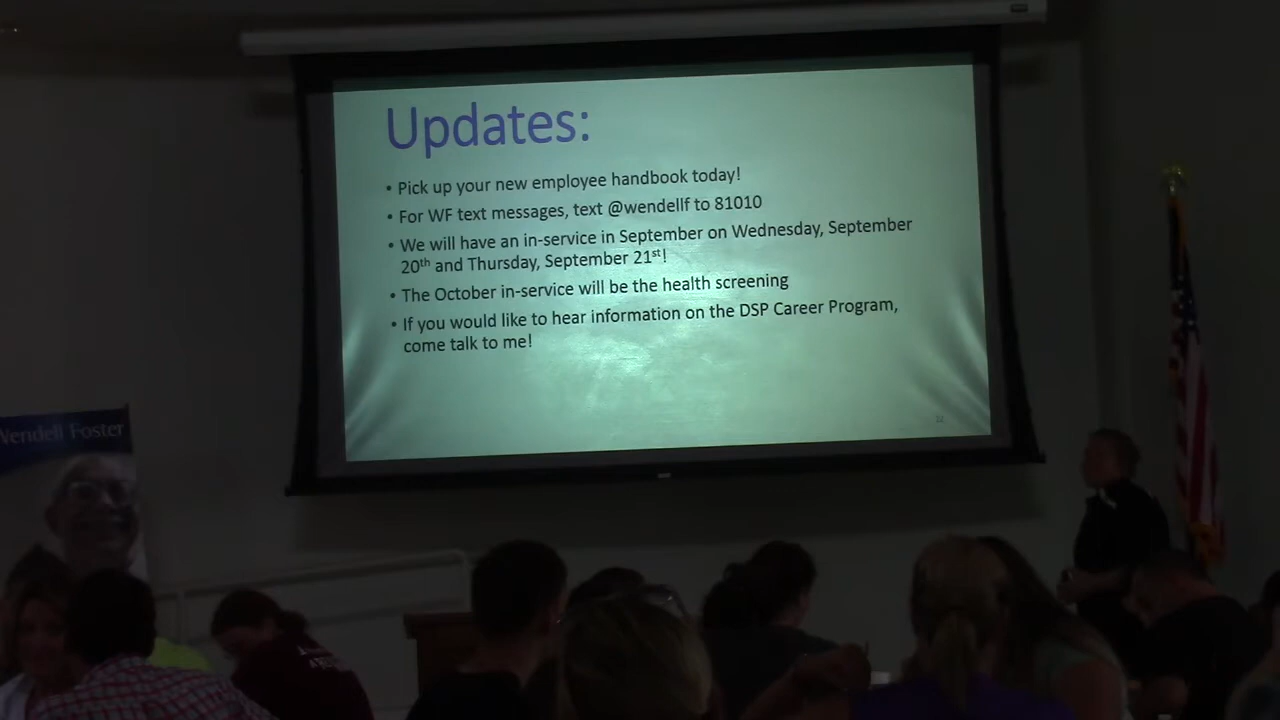 Updates:
• Pick up your new employee handbook today!
• For WF text messages, text @wendellf to 81010
• We will have an in-service in September on Wednesday, September
20th and Thursday, September 21st!
• The October in-service will be the health screening
• If you would like to hear information on the DSP Career Program,
come talk to me!
Wendell Foster